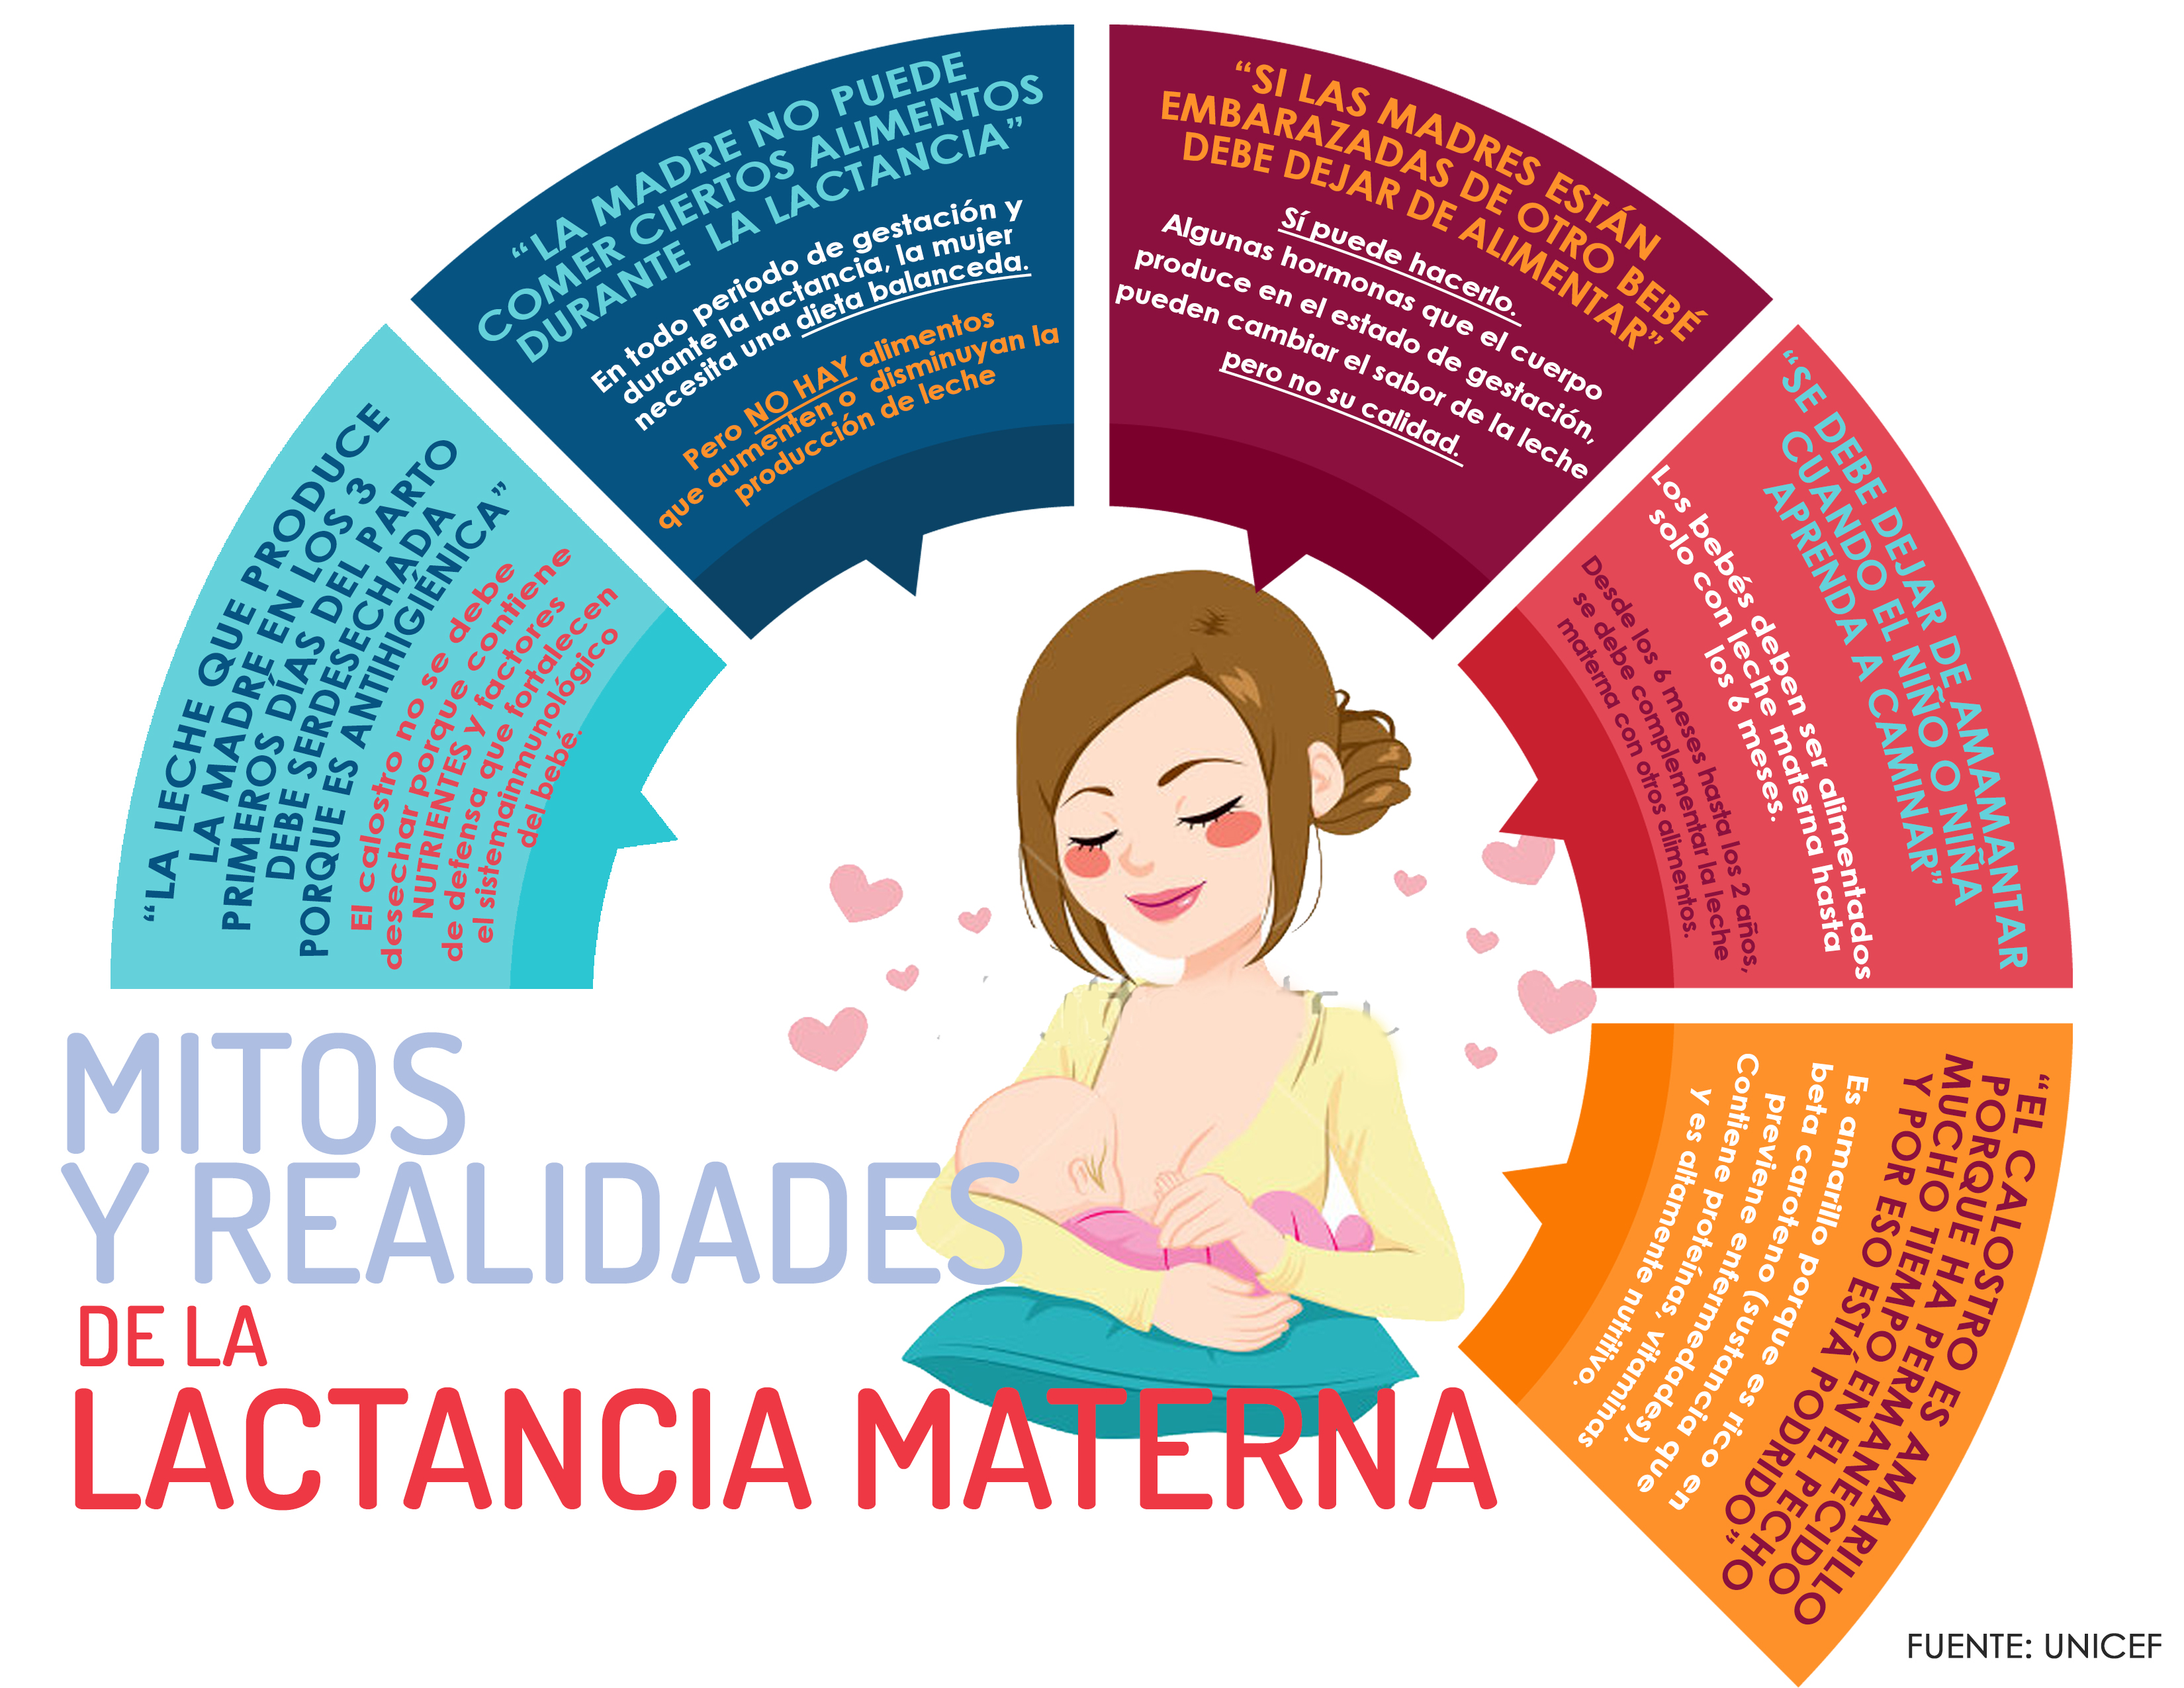 “LA LECHE QUE PRODUCE
LA MADRE EN LOS 3
PRIMEROS DÍAS DEL PARTO
DEBE SERDESECHADA
PORQUE ES ANTIHIGIÉNICA”
El calostro no se debe
desechar porque contiene
NUTRIENTES y factores
de defensa que fortalecen
el sistemainmunológico
del bebé.
“LA MADRE NO PUEDE
COMER CIERTOS ALIMENTOS
DURANTE LA LACTANCIA”
En todo periodo de gestación y
durante la lactancia, la mujer
necesita una dieta balanceda.
Pero NO HAY alimentos
que aumenten o disminuyan la
producción de leche
“SI LAS MADRES ESTÁN
EMBARAZADAS DE OTRO BEBÉ
DEBE DEJAR DE ALIMENTAR”
Sí puede hacerlo.
Algunas hormonas que el cuerpo
produce en el estado de gestación,
pueden cambiar el sabor de la leche
pero no su calidad.
“SE DEBE DEJAR DE AMAMANTAR
CUANDO EL NIÑO O NIÑA
APRENDA A CAMINAR”
Los bebés deben ser alimentados
solo con leche materna hasta
los 6 meses.
Desde los 6 meses hasta los 2 años,
se debe complementar la leche
materna con otros alimentos.
“EL CALOSTRO ES AMARILLO
PORQUE HA PERMANECIDO
MUCHO TIEMPO EN EL PECHO
Y POR ESO ESTÁ PODRIDO”
Es amarillo porque es rico en
beta caroteno (sustancia que
previene enfermedades).
Contiene proteínas, vitaminas
y es altamente nutritivo.
MITOS
Y REALIDADES
DE LA
LACTANCIA MATERNA
FUENTE: UNICEF